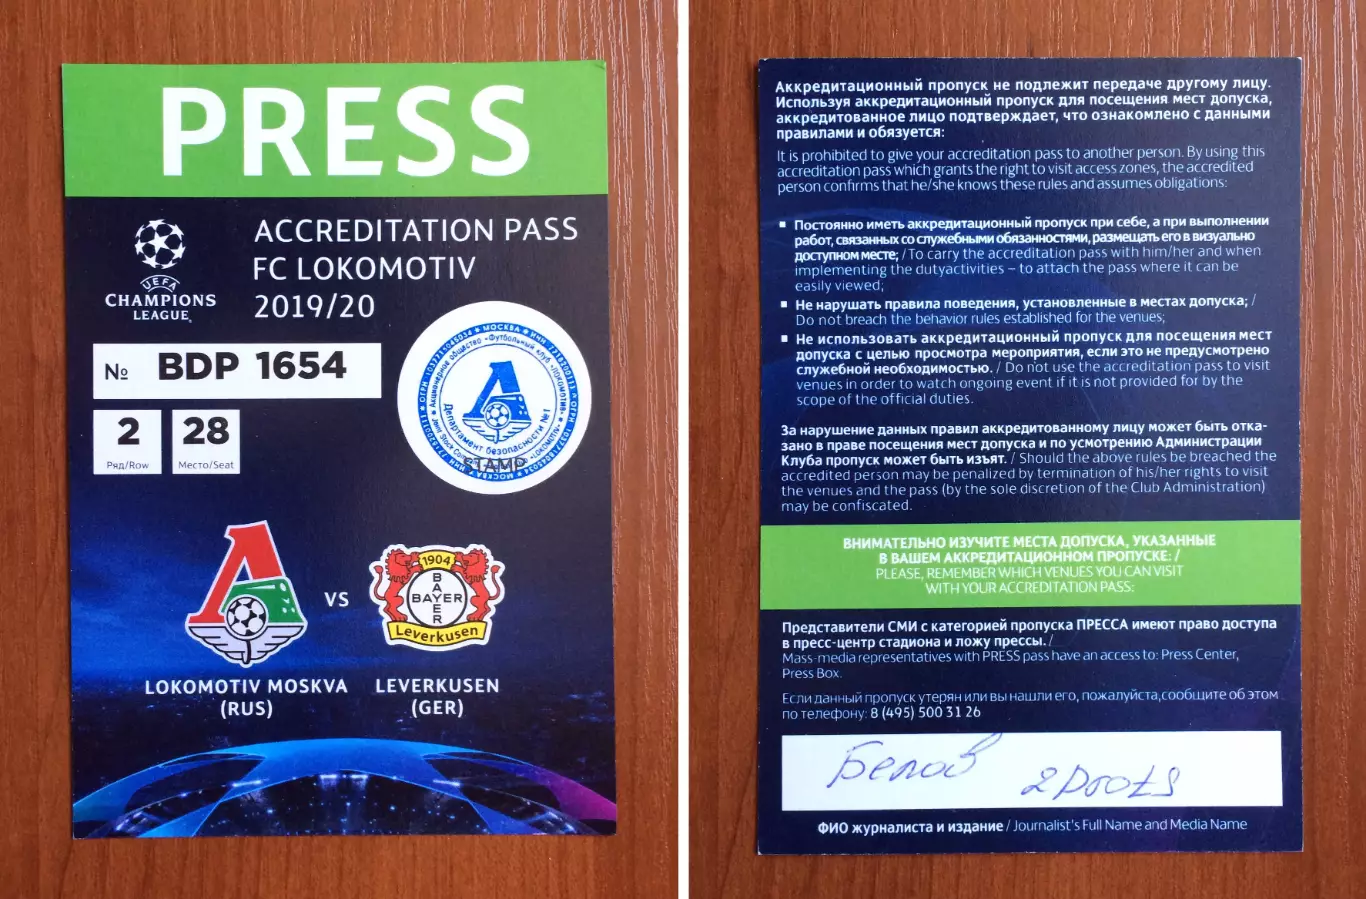 PRESS
ACCREDITATION PASS
FC LOKOMOTIV
2019/20
UEFA
CHAMPIONS
LEAGUE
№ BDP 1654
2
Ряд/Row
28
Место/Seat
STAMP
МОСКВА
Акционерное общество «Футбольный клуб «ЛОКОМОТИВ»
Департамент безопасности №1
1904
BAYER
BAYER
Leverkusen
VS
LOKOMOTIV MOSKVA
(RUS)
LEVERKUSEN
(GER)
Аккредитационный пропуск не подлежит передаче другому лицу.
Используя аккредитационный пропуск для посещения мест допуска,
аккредитованное лицо подтверждает, что ознакомлено с данными
правилами и обязуется:
It is prohibited to give your accreditation pass to another person. By using this
accreditation pass which grants the right to visit access zones, the accredited
person confirms that he/she knows these rules and assumes obligations:
Постоянно иметь аккредитационный пропуск при себе, а при выполнении
работ, связанных со служебными обязанностями, размещать его в визуально
доступном месте; / To carry the accreditation pass with him/her and when
implementing the dutyactivities – to attach the pass where it can be
easily viewed;
Не нарушать правила поведения, установленные в местах допуска; /
Do not breach the behavior rules established for the venues;
Не использовать аккредитационный пропуск для посещения мест
допуска с целью просмотра мероприятия, если это не предусмотрено
служебной необходимостью. / Do not use the accreditation pass to visit
venues in order to watch ongoing event if it is not provided for by the
scope of the official duties.
За нарушение данных правил аккредитованному лицу может быть отка-
зано в праве посещения мест допуска и по усмотрению Администрации
Клуба пропуск может быть изъят. / Should the above rules be breached the
accredited person may be penalized by termination of his/her rights to visit
the venues and the pass (by the sole discretion of the Club Administration)
may be confiscated.
ВНИМАТЕЛЬНО ИЗУЧИТЕ МЕСТА ДОПУСКА, УКАЗАННЫЕ
В ВАШЕМ АККРЕДИТАЦИОННОМ ПРОПУСКЕ: /
PLEASE, REMEMBER WHICH VENUES YOU CAN VISIT
WITH YOUR ACCREDITATION PASS:
Представители СМИ с категорией пропуска ПРЕССА имеют право доступа
в пресс-центр стадиона и ложу прессы. /
Mass-media representatives with PRESS pass have an access to: Press Center,
Press Box.
Если данный пропуск утерян или вы нашли его, пожалуйста,сообщите об этом
по телефону: 8 (495) 500 31 26
Белов
ФИО журналиста и издание / Journalist's Full Name and Media Name